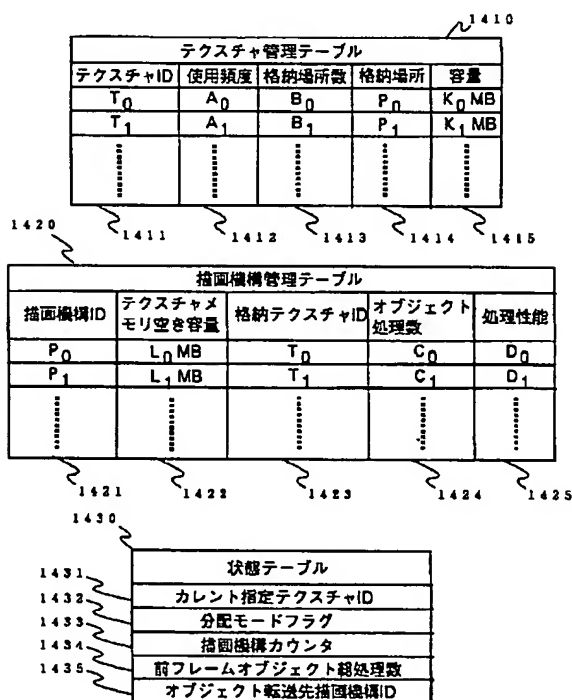 1410
テクスチャ管理テーブル
テクスチャID 使用頻度 格納場所数 格納場所 容量
T0 A0 B0 P0 K0 MB
T1 A1 B1 P1 K1 MB
1411 1412 1413 1414 1415
1420
描画機構管理テーブル
描画機構ID テクスチャメモリ空き容量 格納テクスチャID オブジェクト処理数 処理性能
P0 L0 MB T0 C0 D0
P1 L1 MB T1 C1 D1
1421 1422 1423 1424 1425
1430
状態テーブル
1431 カレント指定テクスチャID
1432 分配モードフラグ
1433 描画機構カウンタ
1434 前フレームオブジェクト総処理数
1435 オブジェクト転送先描画機構ID